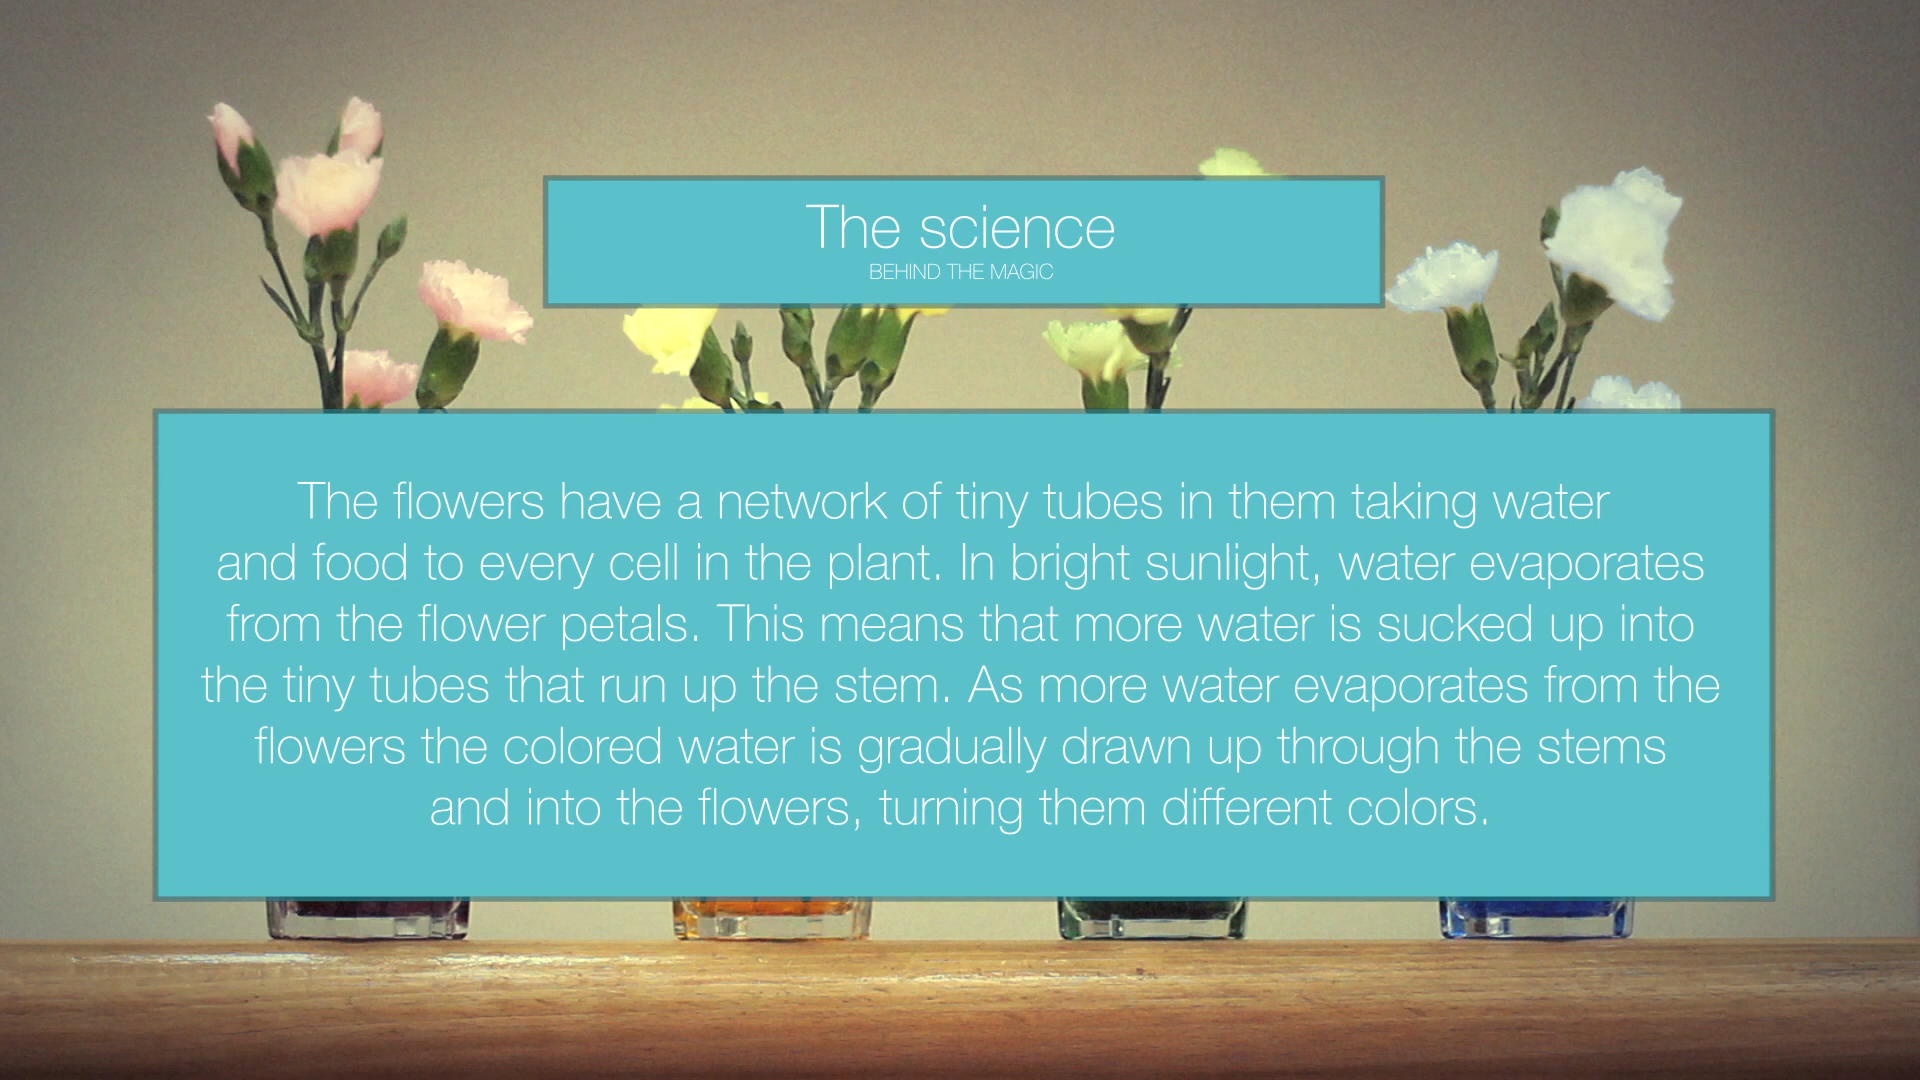 The science
BEHIND THE MAGIC
The flowers have a network of tiny tubes in them taking water
and food to every cell in the plant. In bright sunlight, water evaporates
from the flower petals. This means that more water is sucked up into
the tiny tubes that run up the stem. As more water evaporates from the
flowers the colored water is gradually drawn up through the stems
and into the flowers, turning them different colors.